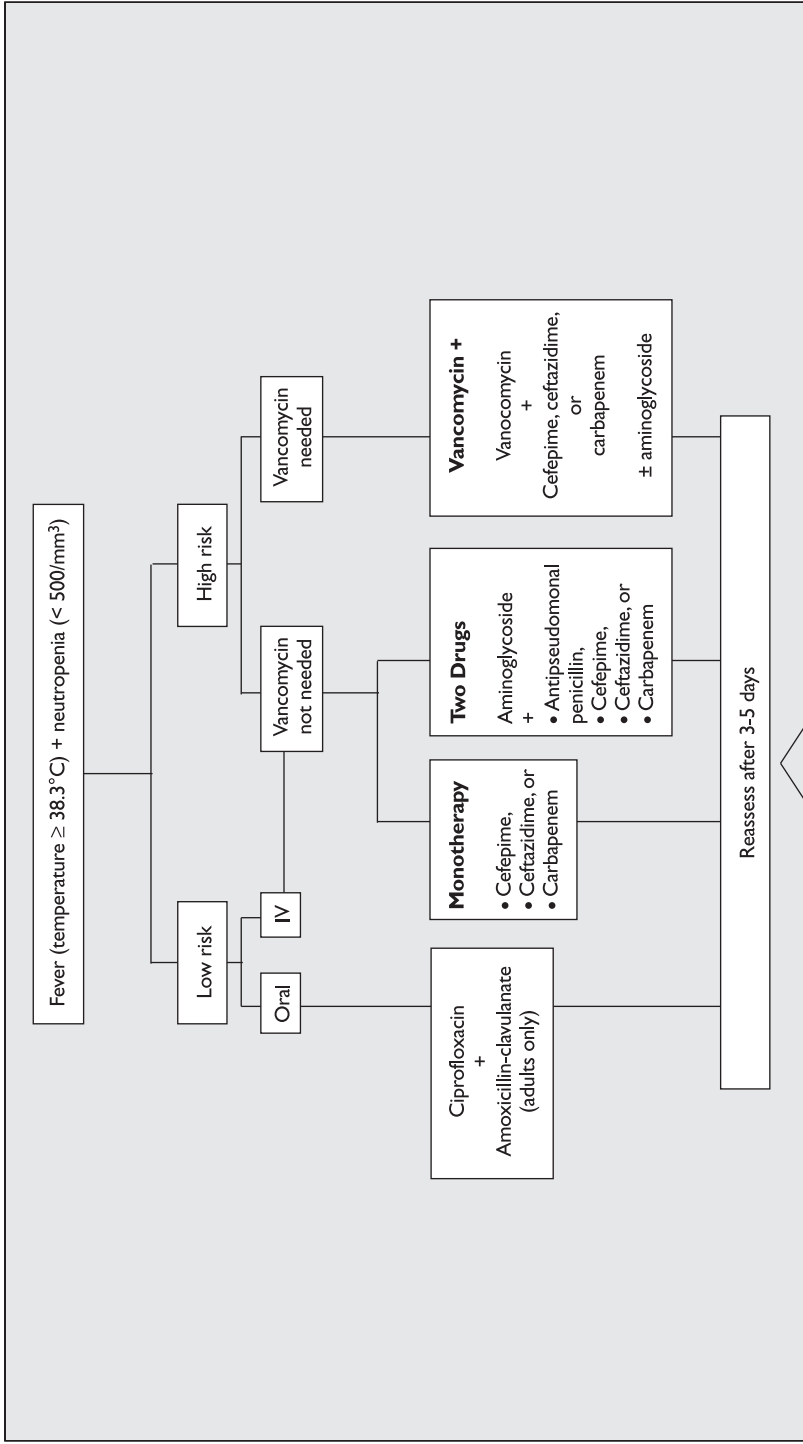 Fever (temperature ≥ 38.3°C) + neutropenia (< 500/mm³)
Low risk
High risk
Oral
IV
Vancomycin
not needed
Vancomycin
needed
Ciprofloxacin
+
Amoxicillin-clavulanate
(adults only)
Monotherapy
• Cefepime,
• Ceftazidime, or
• Carbapenem
Two Drugs
Aminoglycoside
+
• Antipseudomonal
penicillin,
• Cefepime,
• Ceftazidime, or
• Carbapenem
Vancomycin +
Vanocomycin
+
Cefepime, ceftazidime,
or
carbapenem
± aminoglycoside
Reassess after 3-5 days